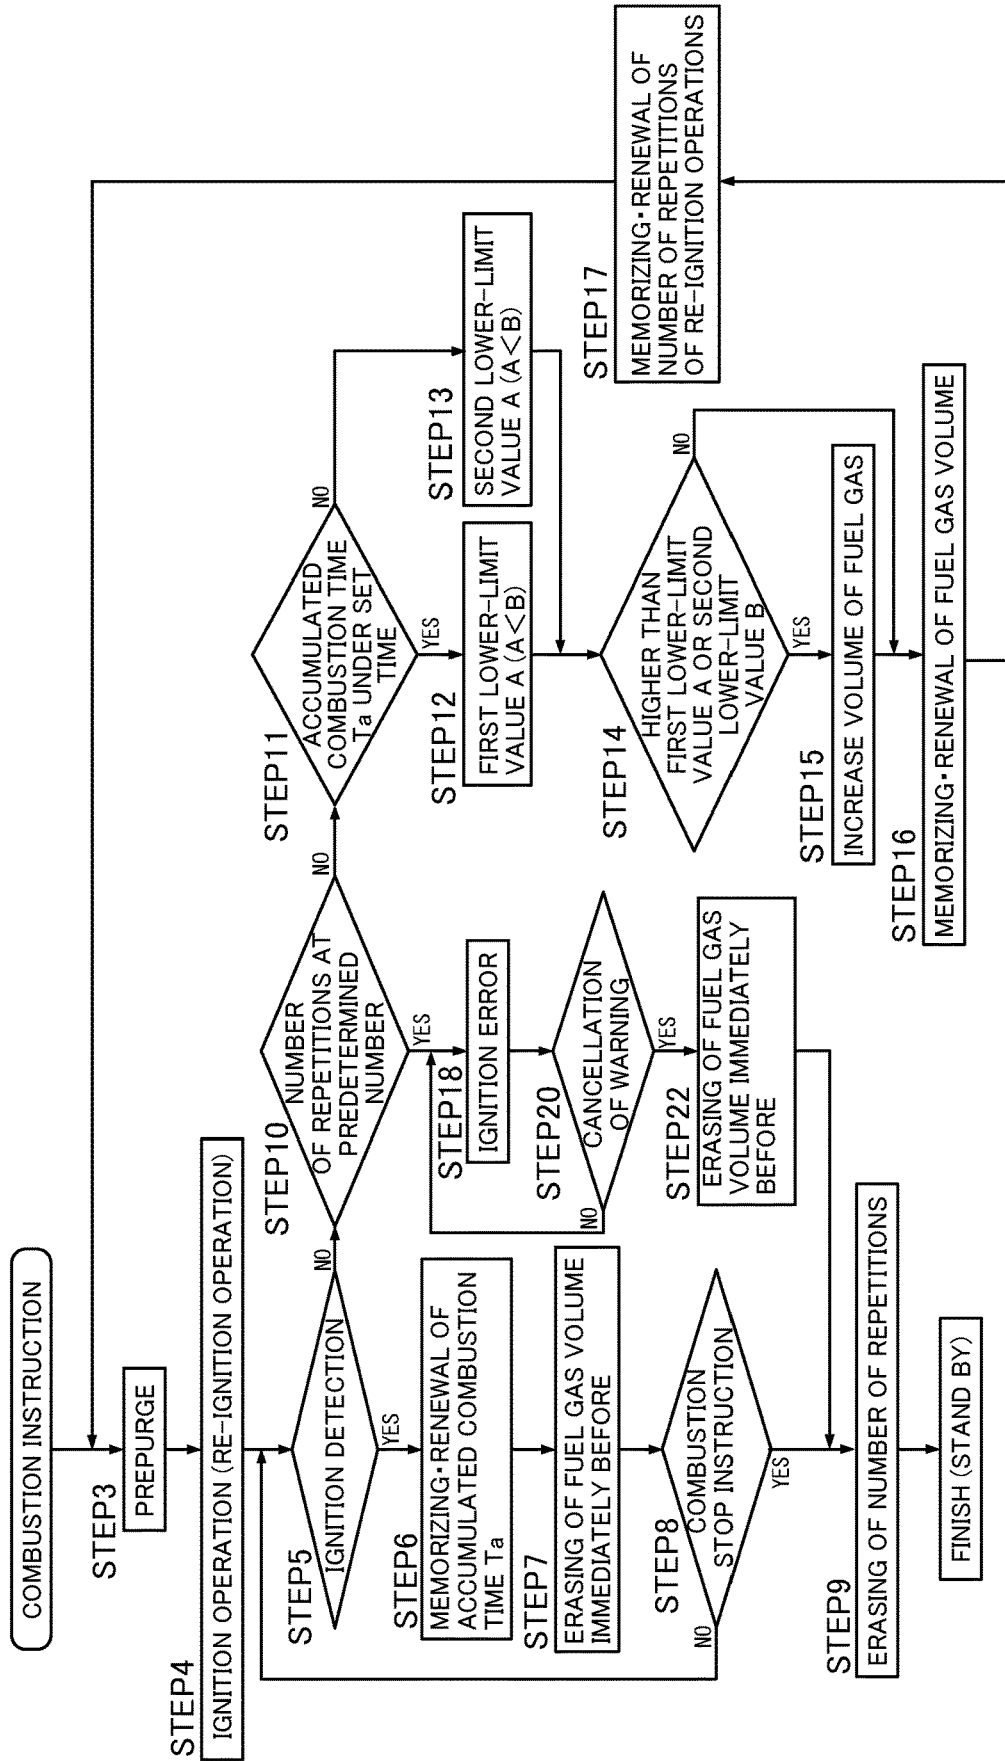 COMBUSTION INSTRUCTION
STEP3
PREPURGE
STEP4
IGNITION OPERATION (RE-IGNITION OPERATION)
STEP5
IGNITION DETECTION
NO
YES
STEP6
MEMORIZING·RENEWAL OF
ACCUMULATED COMBUSTION
TIME Ta
STEP7
ERASING OF FUEL GAS VOLUME
IMMEDIATELY BEFORE
STEP8
COMBUSTION
STOP INSTRUCTION
NO
YES
STEP9
ERASING OF NUMBER OF REPETITIONS
FINISH (STAND BY)
STEP10
NUMBER
OF REPETITIONS AT
PREDETERMINED
NUMBER
NO
YES
STEP18
IGNITION ERROR
STEP20
CANCELLATION
OF WARNING
NO
YES
STEP22
ERASING OF FUEL GAS
VOLUME IMMEDIATELY
BEFORE
STEP11
ACCUMULATED
COMBUSTION TIME
Ta UNDER SET
TIME
NO
YES
STEP12
FIRST LOWER-LIMIT
VALUE A (A<B)
STEP13
SECOND LOWER-LIMIT
VALUE A (A<B)
STEP14
HIGHER THAN
FIRST LOWER-LIMIT
VALUE A OR SECOND
LOWER-LIMIT
VALUE B
NO
YES
STEP15
INCREASE VOLUME OF FUEL GAS
STEP16
MEMORIZING·RENEWAL OF FUEL GAS VOLUME
STEP17
MEMORIZING·RENEWAL OF
NUMBER OF REPETITIONS
OF RE-IGNITION OPERATIONS